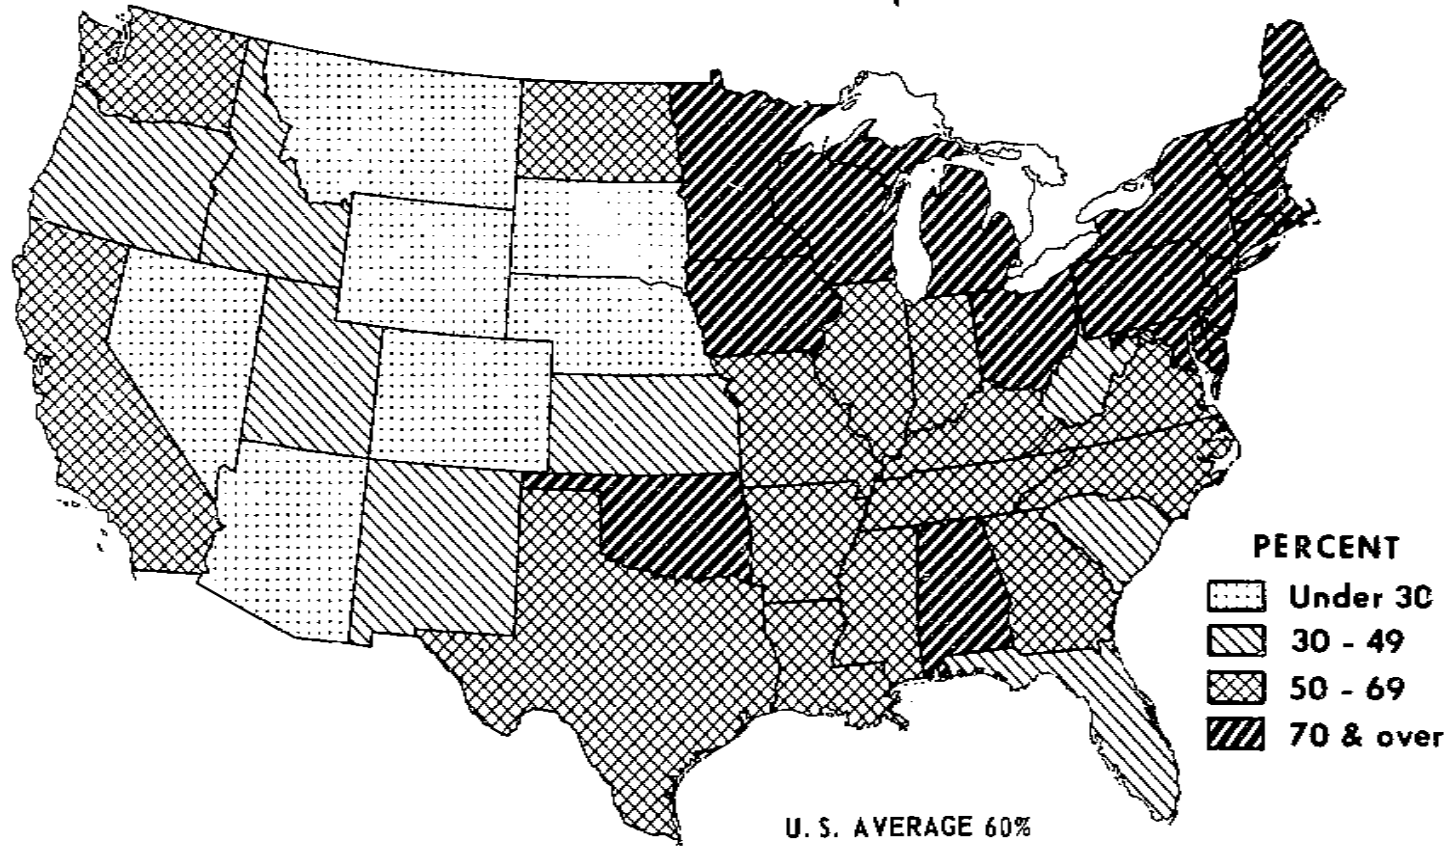 PERCENT
Under 30
30 - 49
50 - 69
70 & over
U. S. AVERAGE 60%